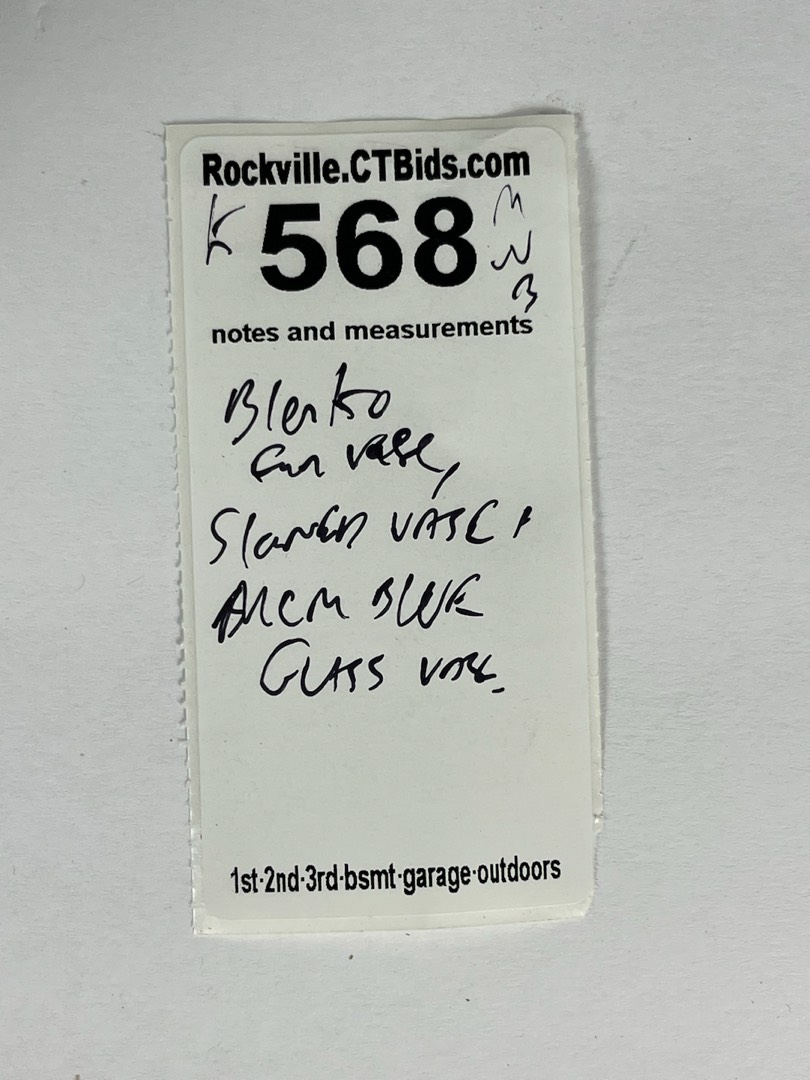 Rockville.CTBids.com
K 568 M
N
B
notes and measurements
Blenko
Fan vase,
VASE +
BLUE
GLASS VASE.
1st·2nd·3rd·bsmt·garage·outdoors